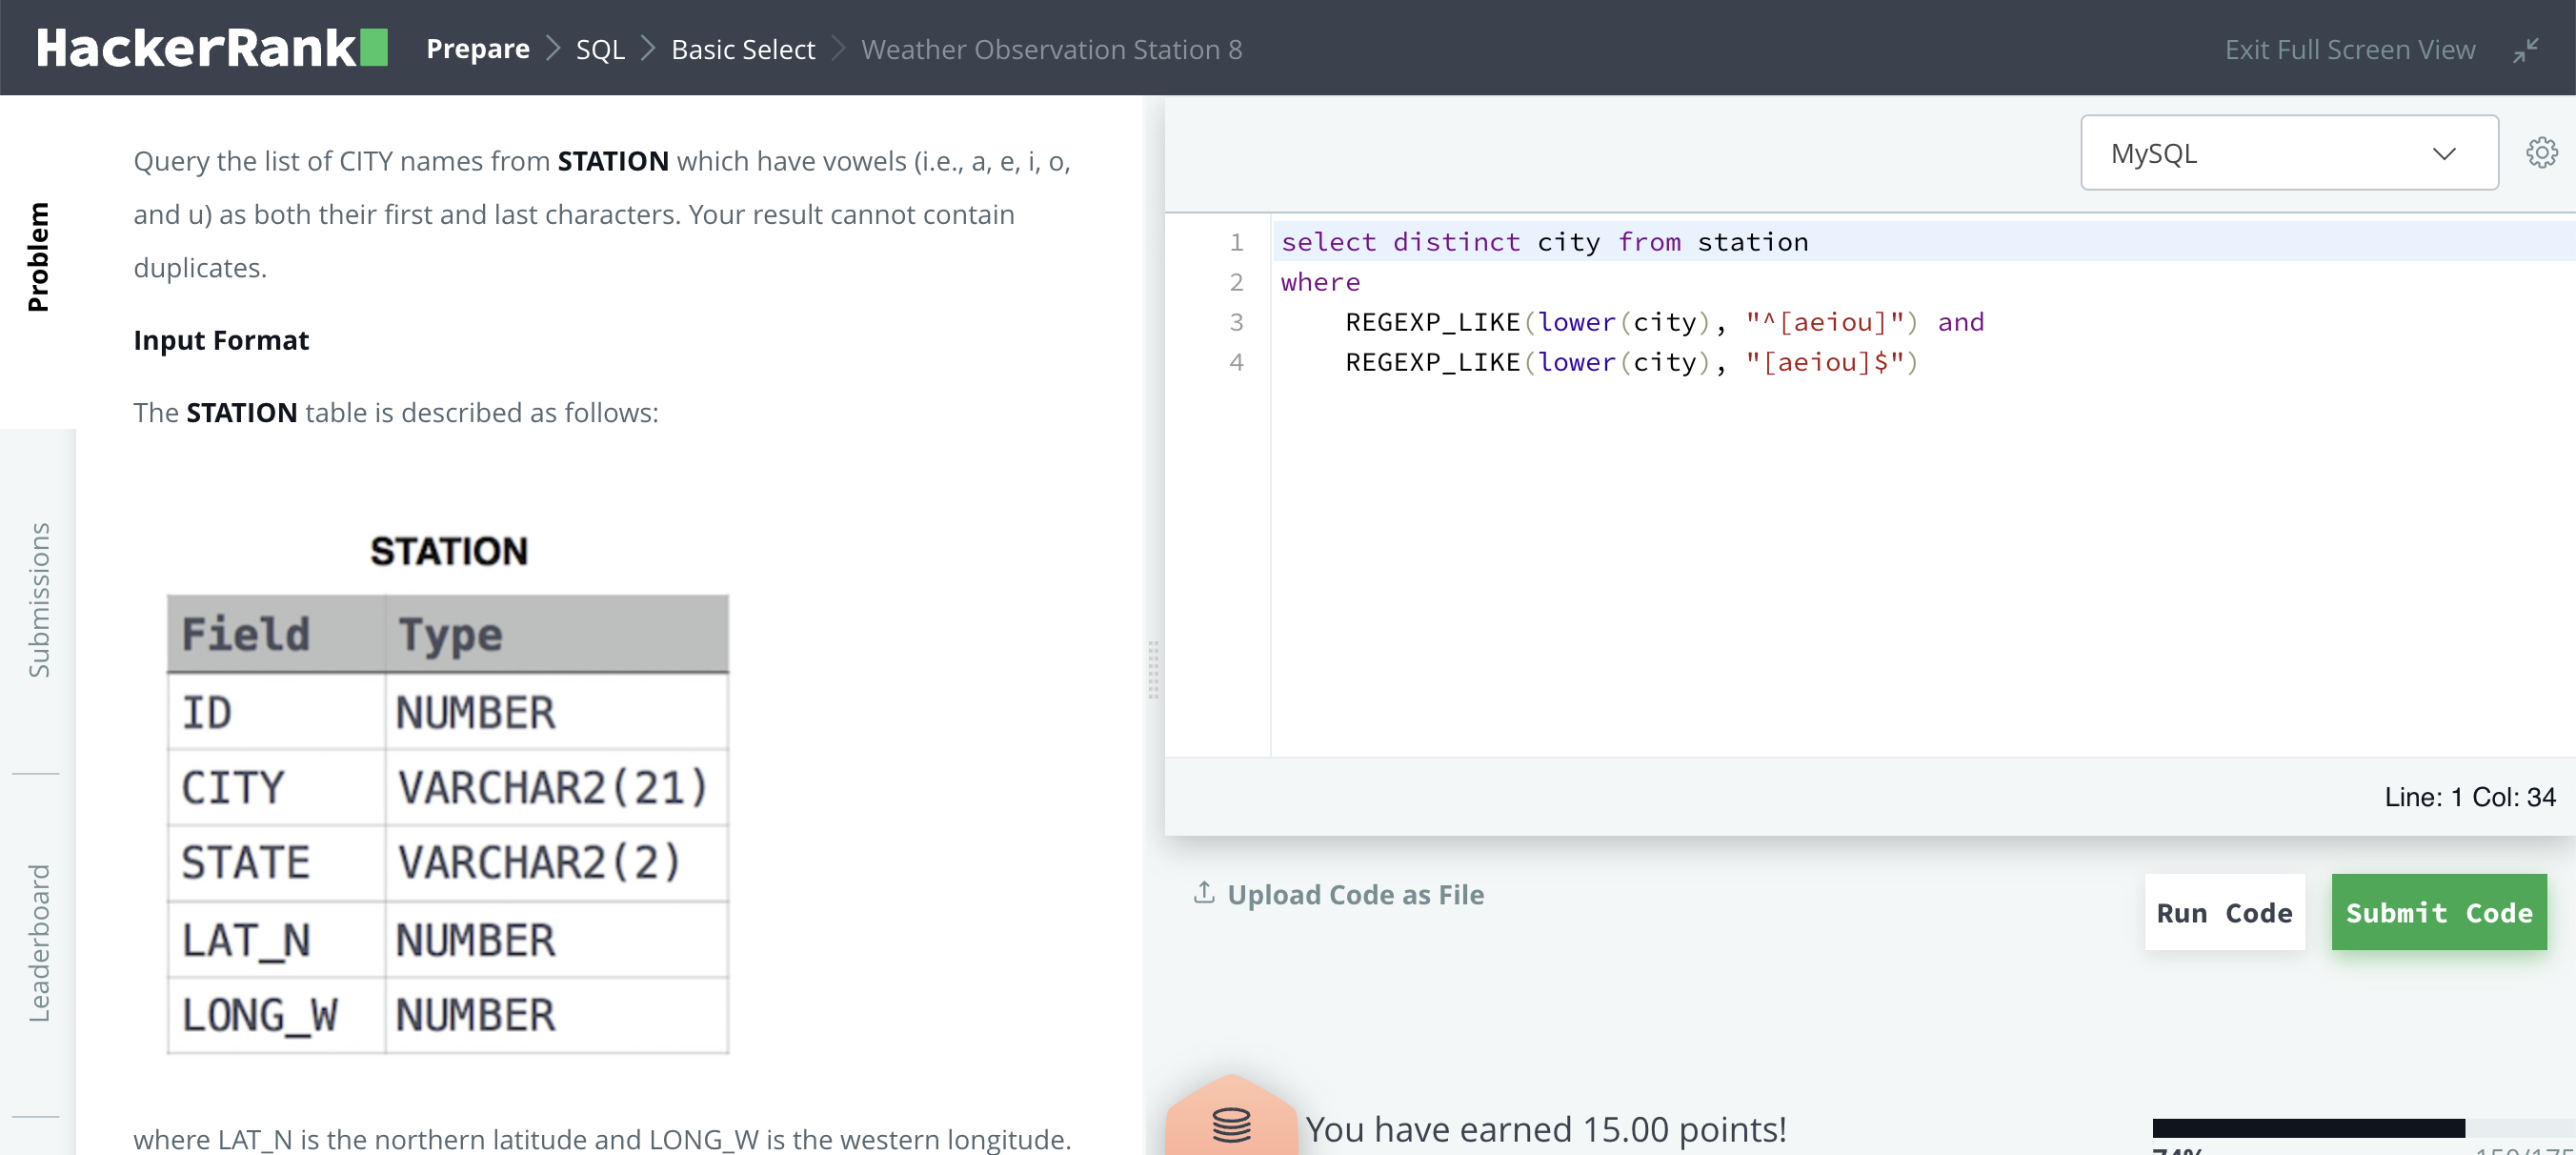 HackerRank
Prepare > SQL > Basic Select > Weather Observation Station 8
Exit Full Screen View
Problem
Submissions
Leaderboard
Query the list of CITY names from STATION which have vowels (i.e., a, e, i, o,
and u) as both their first and last characters. Your result cannot contain
duplicates.
Input Format
The STATION table is described as follows:
STATION
Field Type
ID NUMBER
CITY VARCHAR2(21)
STATE VARCHAR2(2)
LAT_N NUMBER
LONG_W NUMBER
where LAT_N is the northern latitude and LONG_W is the western longitude.
MySQL
1 select distinct city from station
2 where
3 REGEXP_LIKE(lower(city), "^[aeiou]") and
4 REGEXP_LIKE(lower(city), "[aeiou]$")
Line: 1 Col: 34
Upload Code as File
Run Code
Submit Code
You have earned 15.00 points!